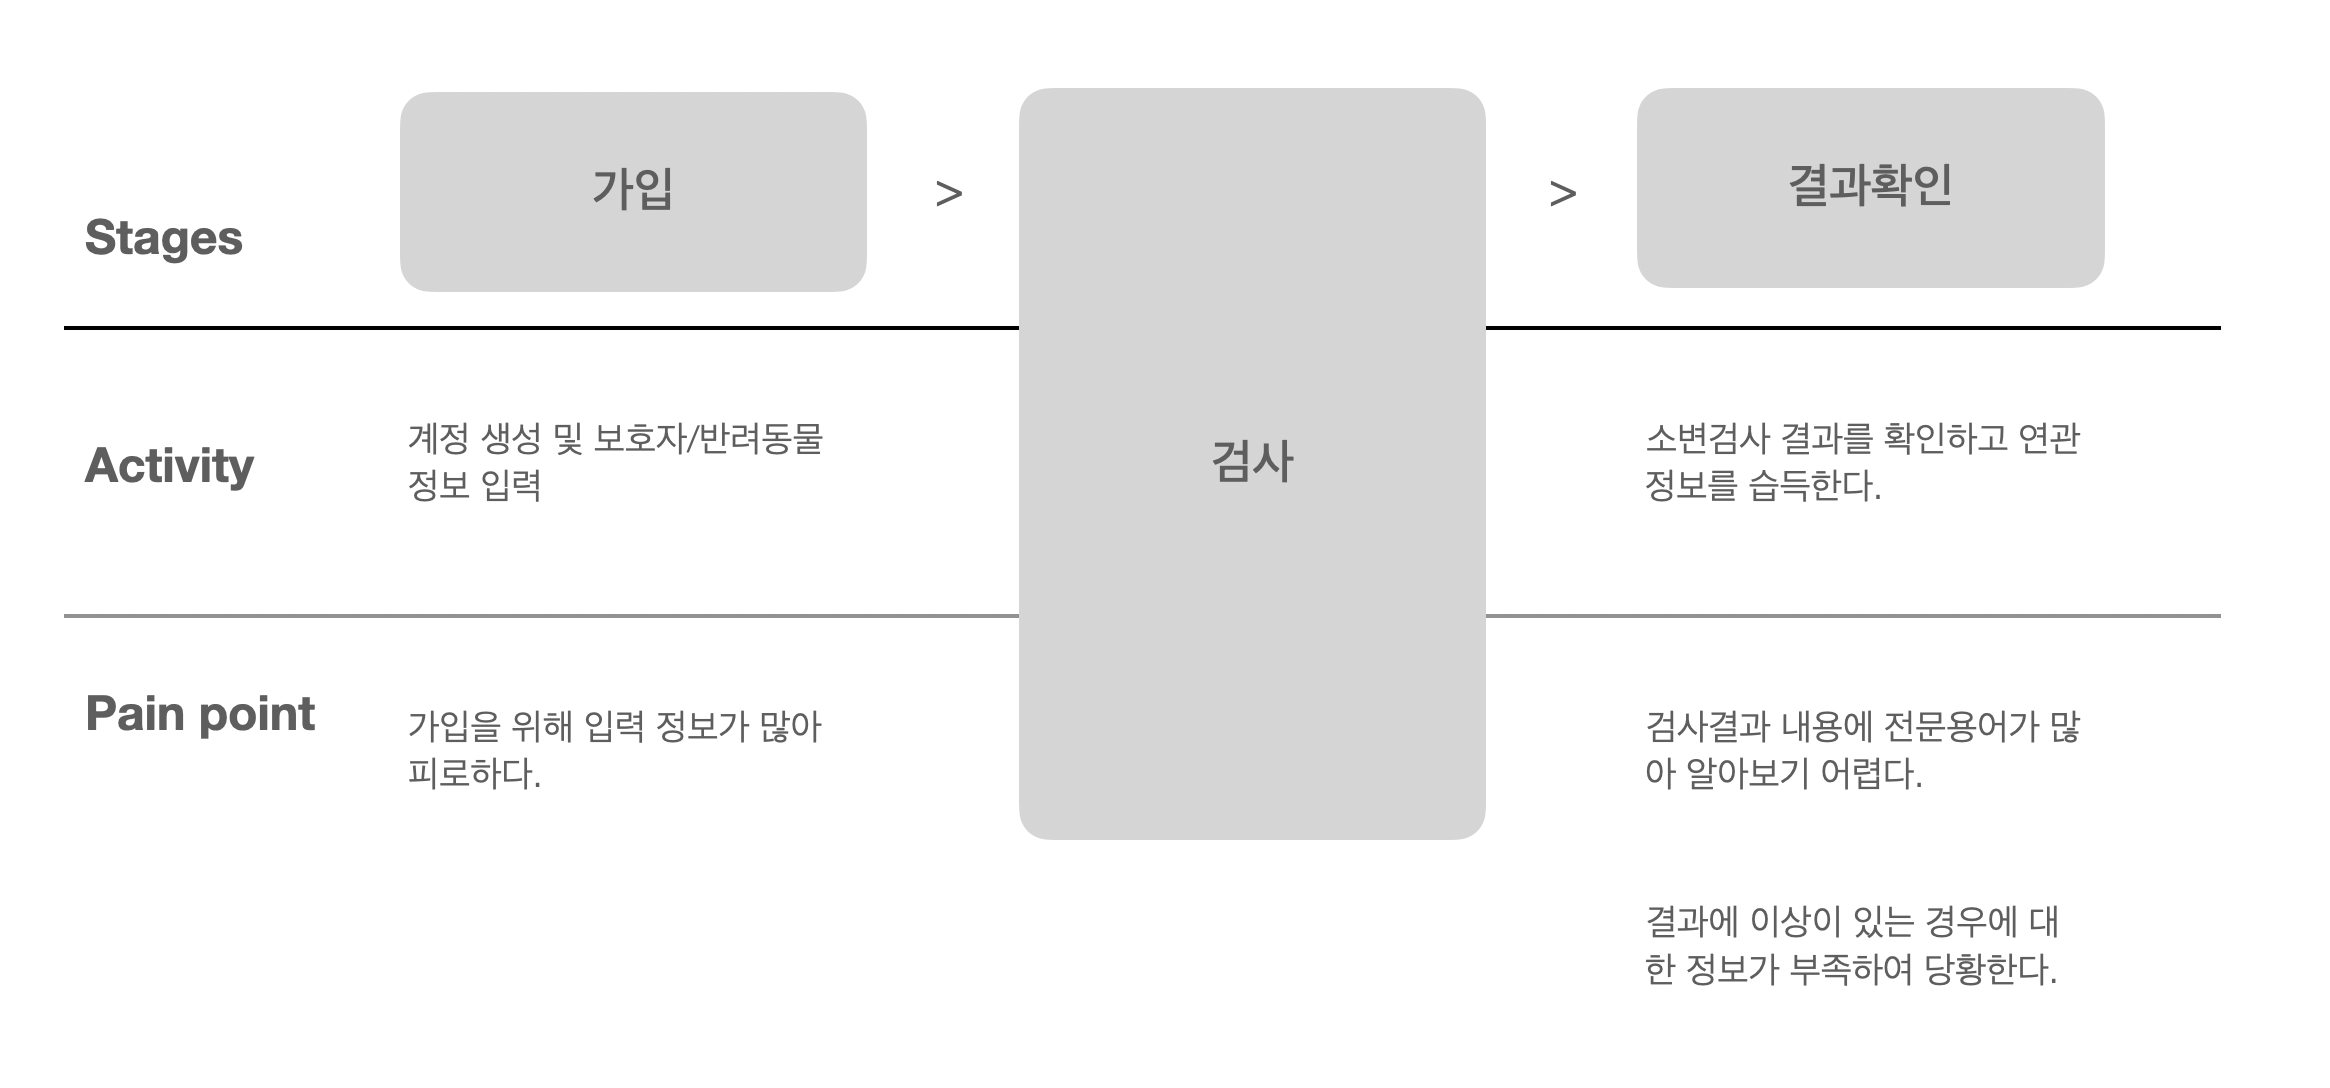 Stages
가입
>
검사
>
결과확인
Activity
계정 생성 및 보호자/반려동물
정보 입력
소변검사 결과를 확인하고 연관
정보를 습득한다.
Pain point
가입을 위해 입력 정보가 많아
피로하다.
검사결과 내용에 전문용어가 많
아 알아보기 어렵다.
결과에 이상이 있는 경우에 대
한 정보가 부족하여 당황한다.